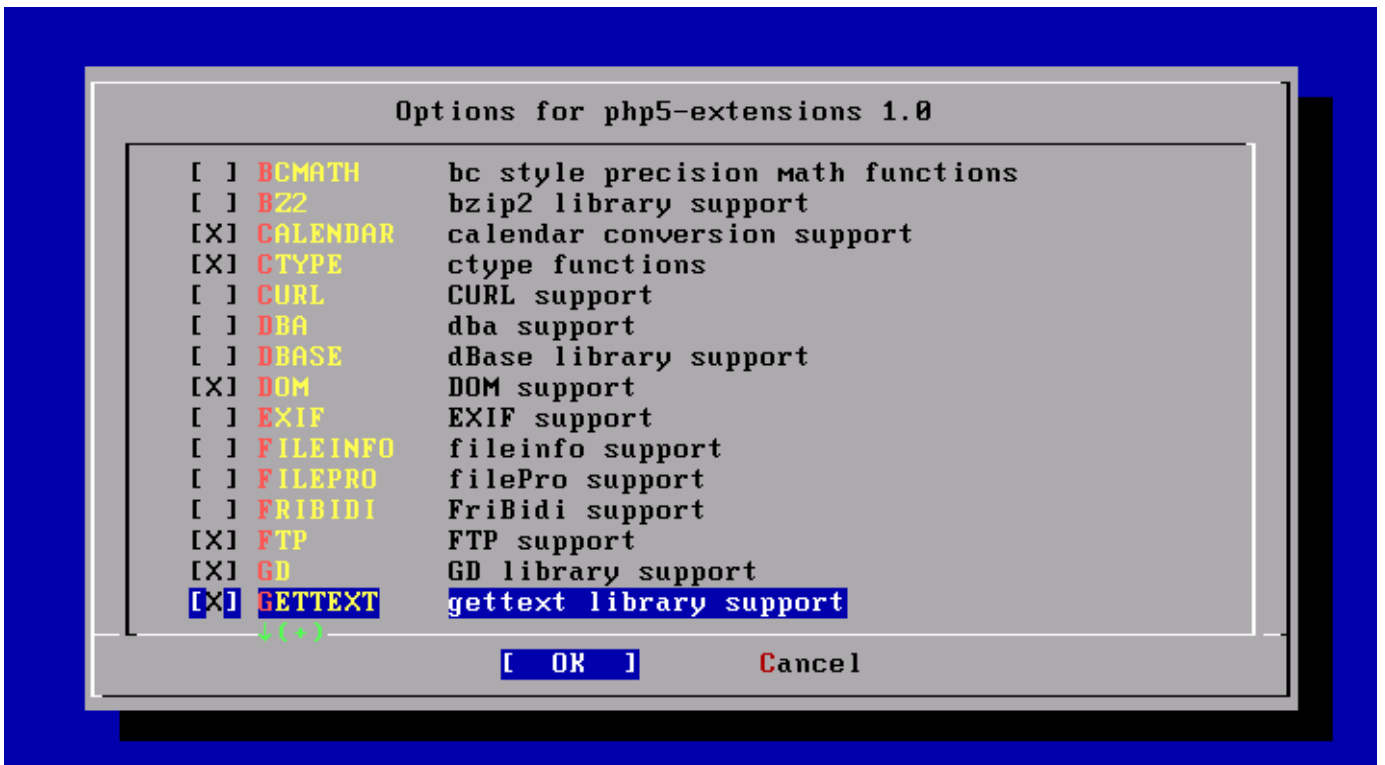 Options for php5-extensions 1.0
[ ] BCMATH bc style precision math functions
[ ] BZ2 bzip2 library support
[X] CALENDAR calendar conversion support
[X] CTYPE ctype functions
[ ] CURL CURL support
[ ] DBA dba support
[ ] DBASE dBase library support
[X] DOM DOM support
[ ] EXIF EXIF support
[ ] FILEINFO fileinfo support
[ ] FILEPRO filePro support
[ ] FRIBIDI FriBidi support
[X] FTP FTP support
[X] GD GD library support
[X] GETTEXT gettext library support
↓(+)
[ OK ] Cancel